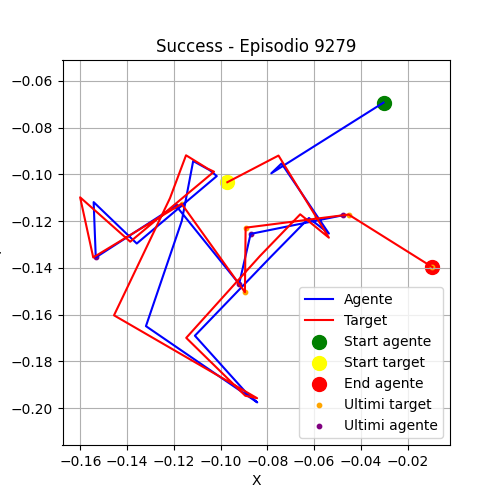 Success - Episodio 9279
−0.06
−0.08
−0.10
−0.12
−0.14
−0.16
−0.18
−0.20
Agente
Target
Start agente
Start target
End agente
Ultimi target
Ultimi agente
−0.16 −0.14 −0.12 −0.10 −0.08 −0.06 −0.04 −0.02
X